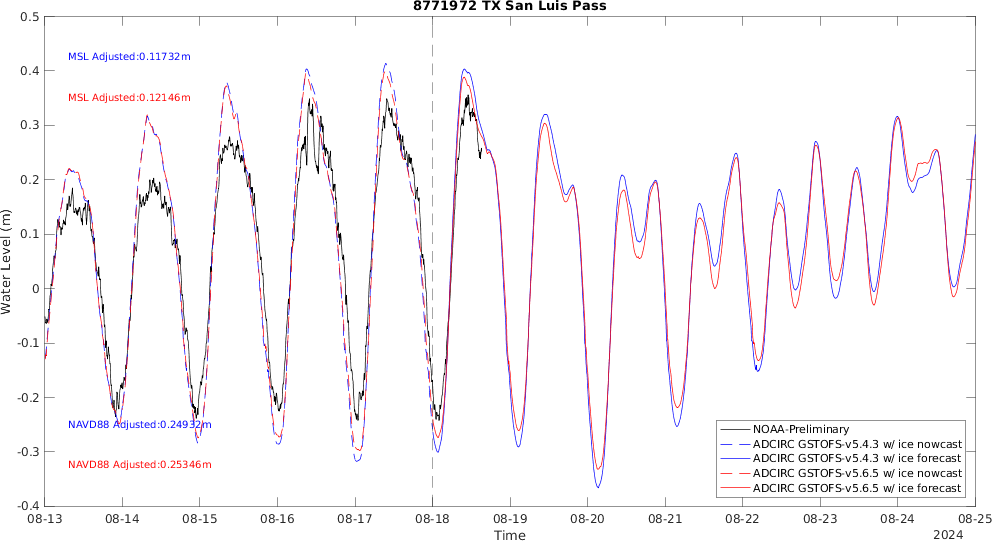 8771972 TX San Luis Pass
0.5
0.4
0.3
0.2
0.1
0
-0.1
-0.2
-0.3
-0.4
Water Level (m)
MSL Adjusted:0.11732m
MSL Adjusted:0.12146m
NAVD88 Adjusted:0.24932m
NAVD88 Adjusted:0.25346m
NOAA-Preliminary
ADCIRC GSTOFS-v5.4.3 w/ ice nowcast
ADCIRC GSTOFS-v5.4.3 w/ ice forecast
ADCIRC GSTOFS-v5.6.5 w/ ice nowcast
ADCIRC GSTOFS-v5.6.5 w/ ice forecast
08-13 08-14 08-15 08-16 08-17 08-18 08-19 08-20 08-21 08-22 08-23 08-24 08-25
Time
2024